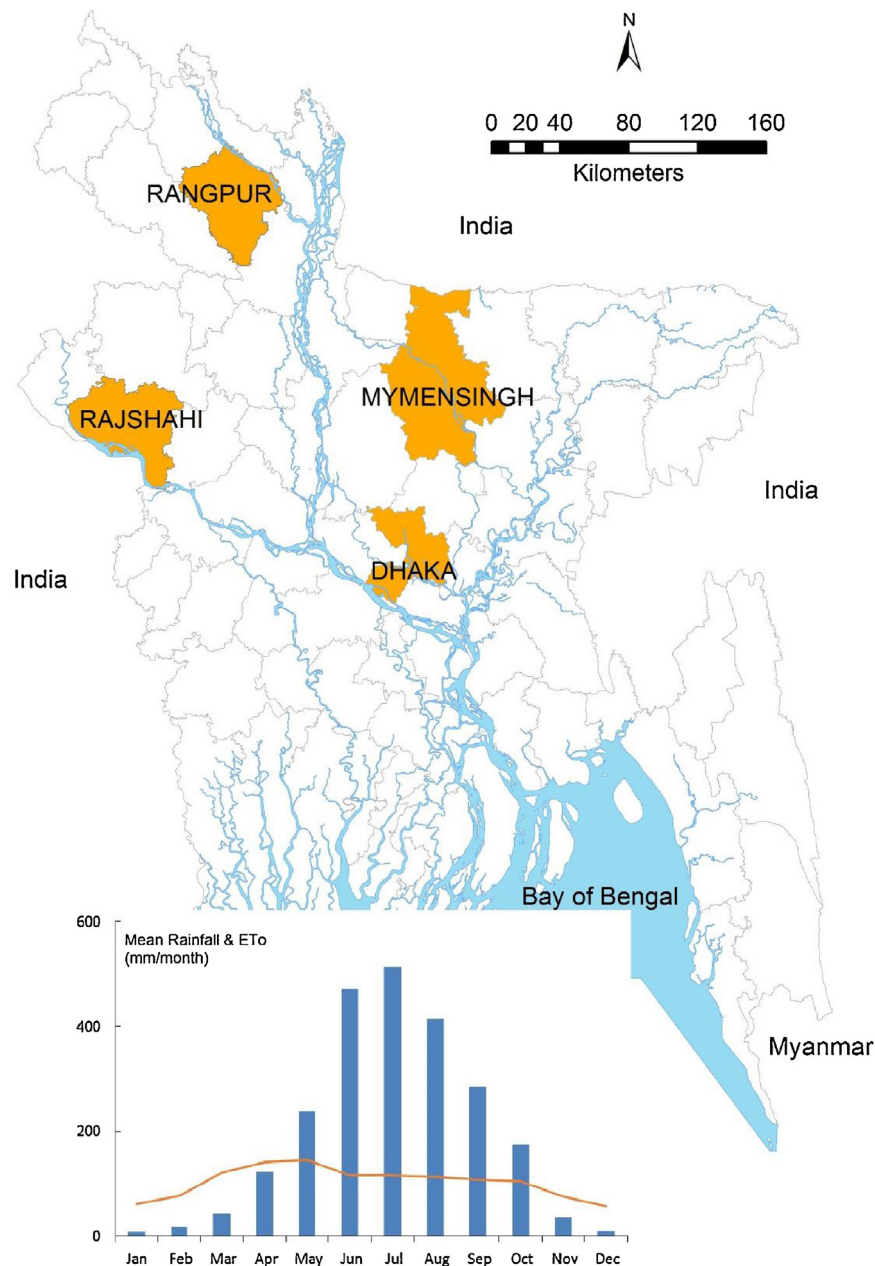 N
0 20 40 80 120 160
Kilometers
RANGPUR
India
MYMENSINGH
RAJSHAHI
India
DHAKA
India
Bay of Bengal
Myanmar
600
Mean Rainfall & ETo
(mm/month)
400
200
0
Jan Feb Mar Apr May Jun Jul Aug Sep Oct Nov Dec